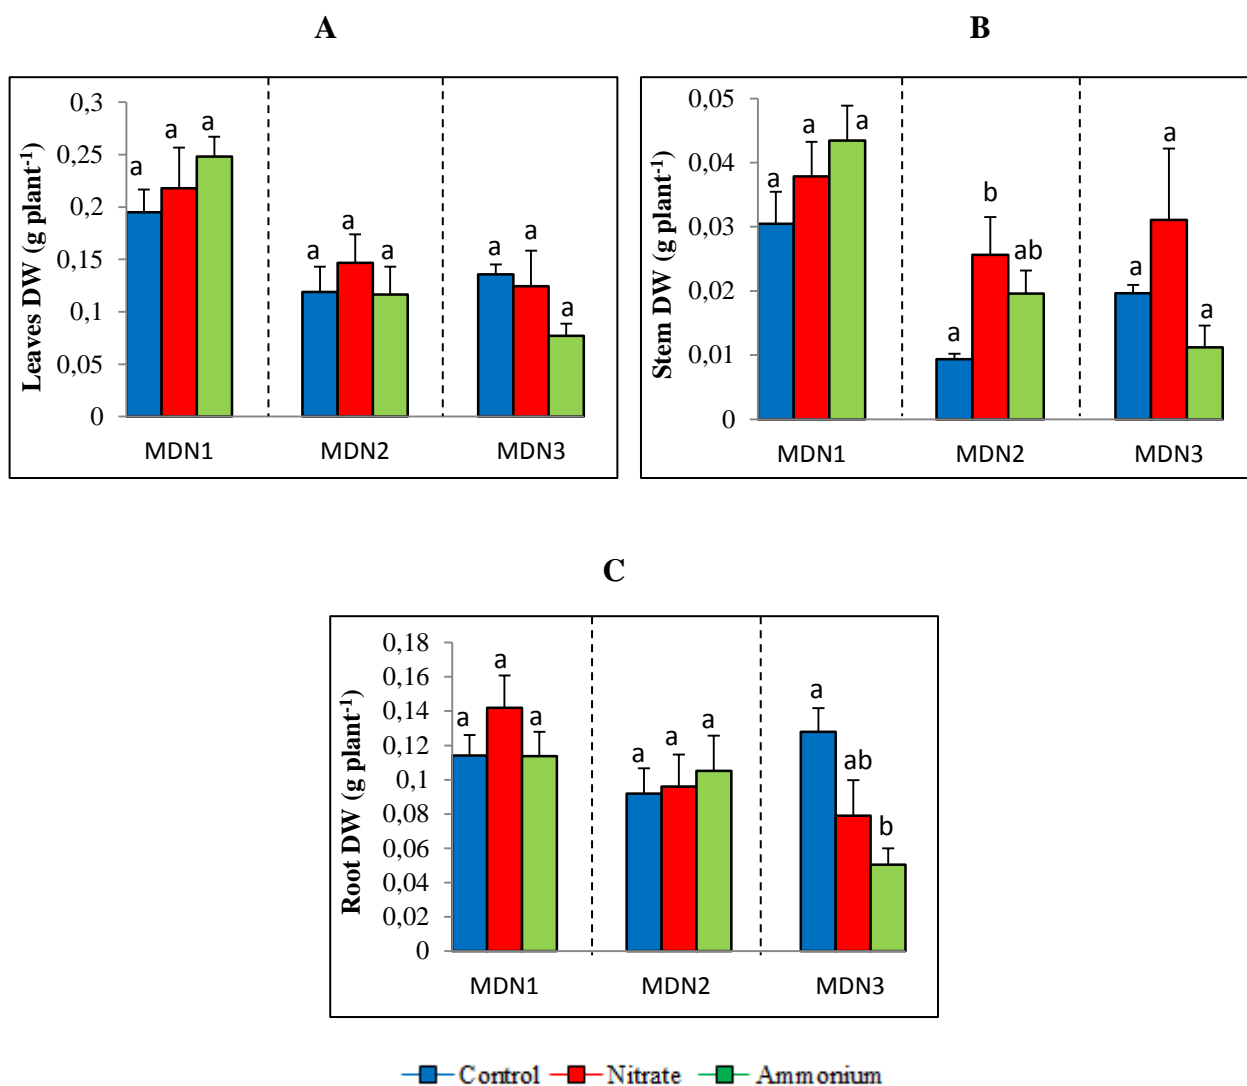 A
B
Leaves DW (g plant-1)
0,3
0,25
0,2
0,15
0,1
0,05
0
a
a
a
a
a
a
a
a
a
MDN1
MDN2
MDN3
Stem DW (g plant-1)
0,05
0,04
0,03
0,02
0,01
0
a
a
a
a
b
ab
a
a
a
MDN1
MDN2
MDN3
C
Root DW (g plant-1)
0,18
0,16
0,14
0,12
0,1
0,08
0,06
0,04
0,02
0
a
a
a
a
a
a
a
ab
b
MDN1
MDN2
MDN3
Control
Nitrate
Ammonium